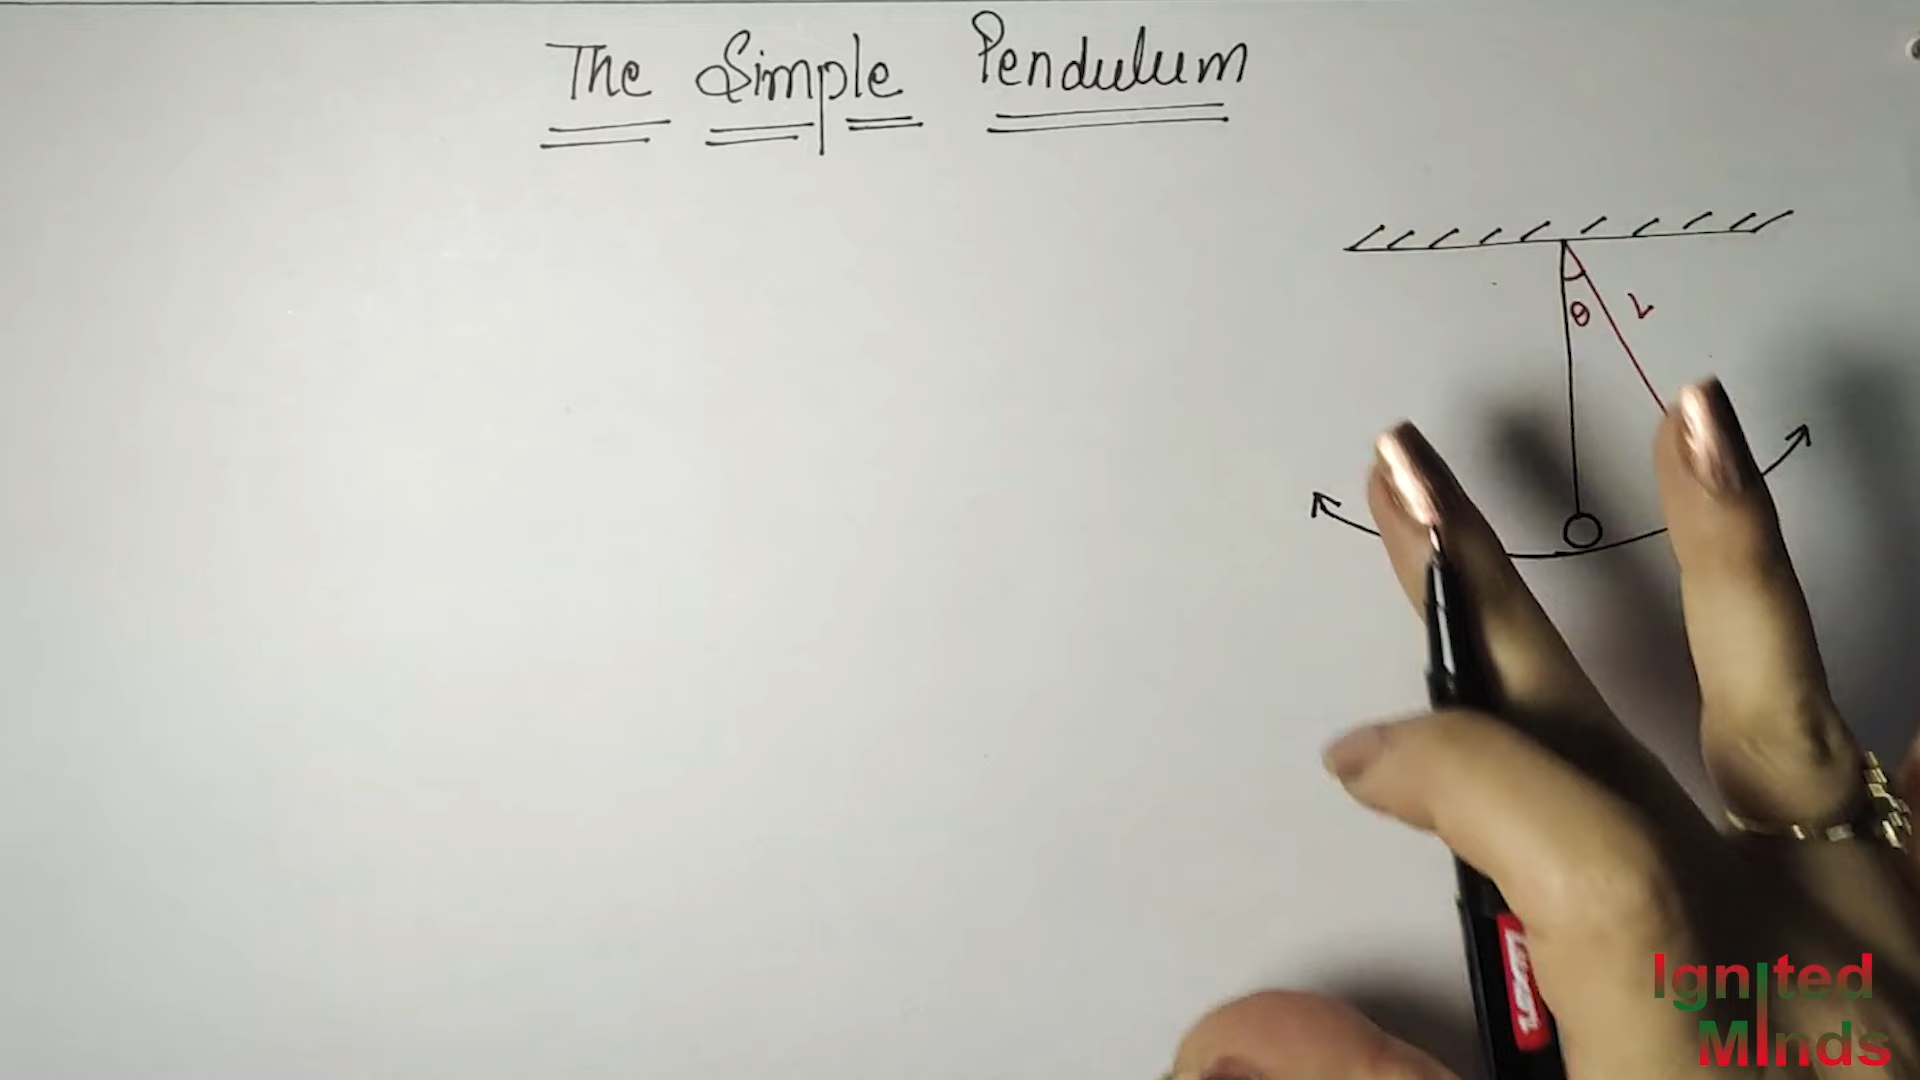 The Simple Pendulum
θ
L
Ignited
Minds